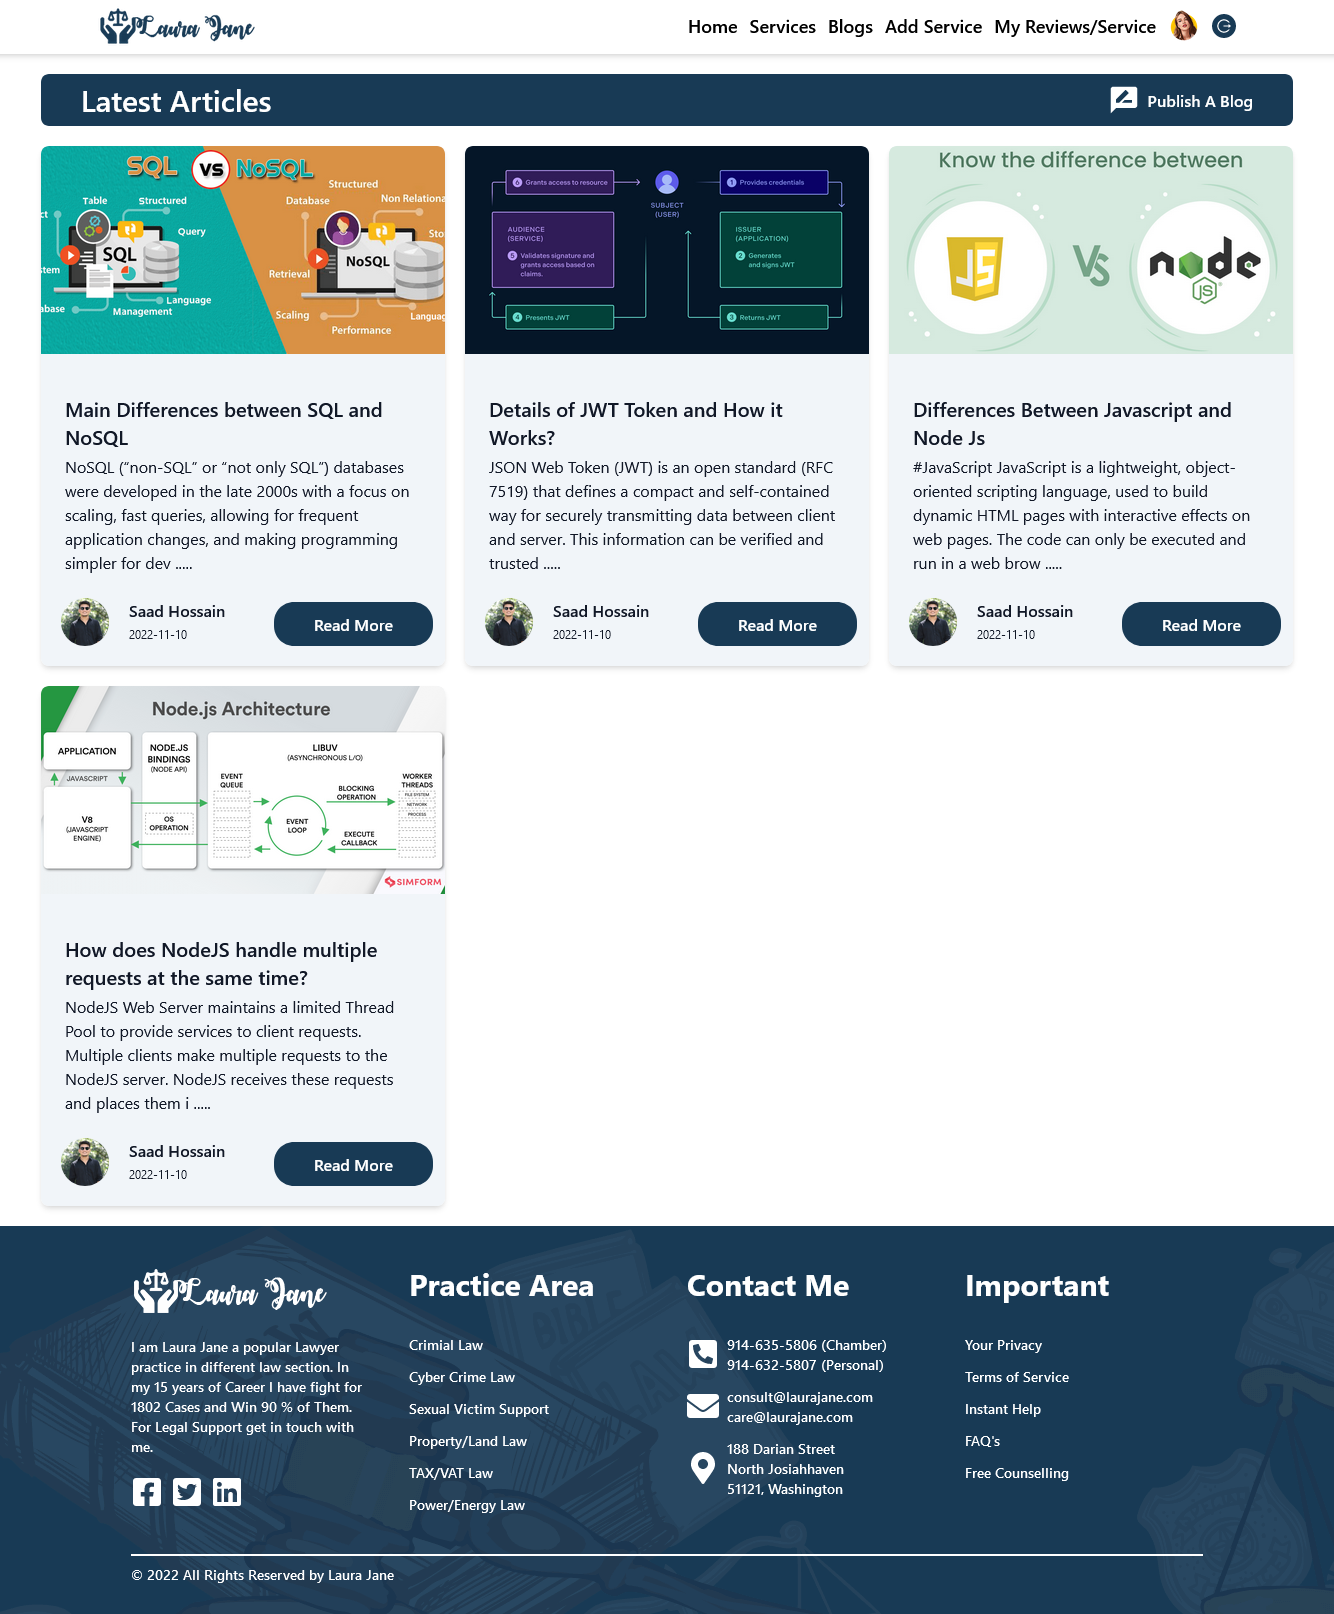 Laura Jane
Home Services Blogs Add Service My Reviews/Service
Latest Articles
Publish A Blog
SQL VS NoSQL
Table
Structured
Query
SQL
Language
Management
Structured
Database
Non Relationa
NoSQL
Retrieval
Scaling
Performance
Languag
Main Differences between SQL and
NoSQL
NoSQL (“non-SQL” or “not only SQL”) databases
were developed in the late 2000s with a focus on
scaling, fast queries, allowing for frequent
application changes, and making programming
simpler for dev .....
Saad Hossain
2022-11-10
Read More
6 Grants access to resource
SUBJECT
(USER)
1 Provides credentials
AUDIENCE
(SERVICE)
5 Validates signature and
grants access based on
claims.
ISSUER
(APPLICATION)
2 Generates
and signs JWT
4 Presents JWT
3 Returns JWT
Details of JWT Token and How it
Works?
JSON Web Token (JWT) is an open standard (RFC
7519) that defines a compact and self-contained
way for securely transmitting data between client
and server. This information can be verified and
trusted .....
Saad Hossain
2022-11-10
Read More
Know the difference between
JS
VS
node
JS
Differences Between Javascript and
Node Js
#JavaScript JavaScript is a lightweight, object-
oriented scripting language, used to build
dynamic HTML pages with interactive effects on
web pages. The code can only be executed and
run in a web brow .....
Saad Hossain
2022-11-10
Read More
Node.js Architecture
APPLICATION
JAVASCRIPT
V8
(JAVASCRIPT
ENGINE)
NODE.JS
BINDINGS
(NODE API)
OS
OPERATION
LIBUV
(ASYNCHRONOUS I/O)
EVENT
QUEUE
EVENT
LOOP
BLOCKING
OPERATION
EXECUTE
CALLBACK
WORKER
THREADS
FILE SYSTEM
NETWORK
PROCESS
SIMFORM
How does NodeJS handle multiple
requests at the same time?
NodeJS Web Server maintains a limited Thread
Pool to provide services to client requests.
Multiple clients make multiple requests to the
NodeJS server. NodeJS receives these requests
and places them i .....
Saad Hossain
2022-11-10
Read More
Laura Jane
I am Laura Jane a popular Lawyer
practice in different law section. In
my 15 years of Career I have fight for
1802 Cases and Win 90 % of Them.
For Legal Support get in touch with
me.
Practice Area
Crimial Law
Cyber Crime Law
Sexual Victim Support
Property/Land Law
TAX/VAT Law
Power/Energy Law
Contact Me
914-635-5806 (Chamber)
914-632-5807 (Personal)
consult@laurajane.com
care@laurajane.com
188 Darian Street
North Josiahhaven
51121, Washington
Important
Your Privacy
Terms of Service
Instant Help
FAQ's
Free Counselling
© 2022 All Rights Reserved by Laura Jane